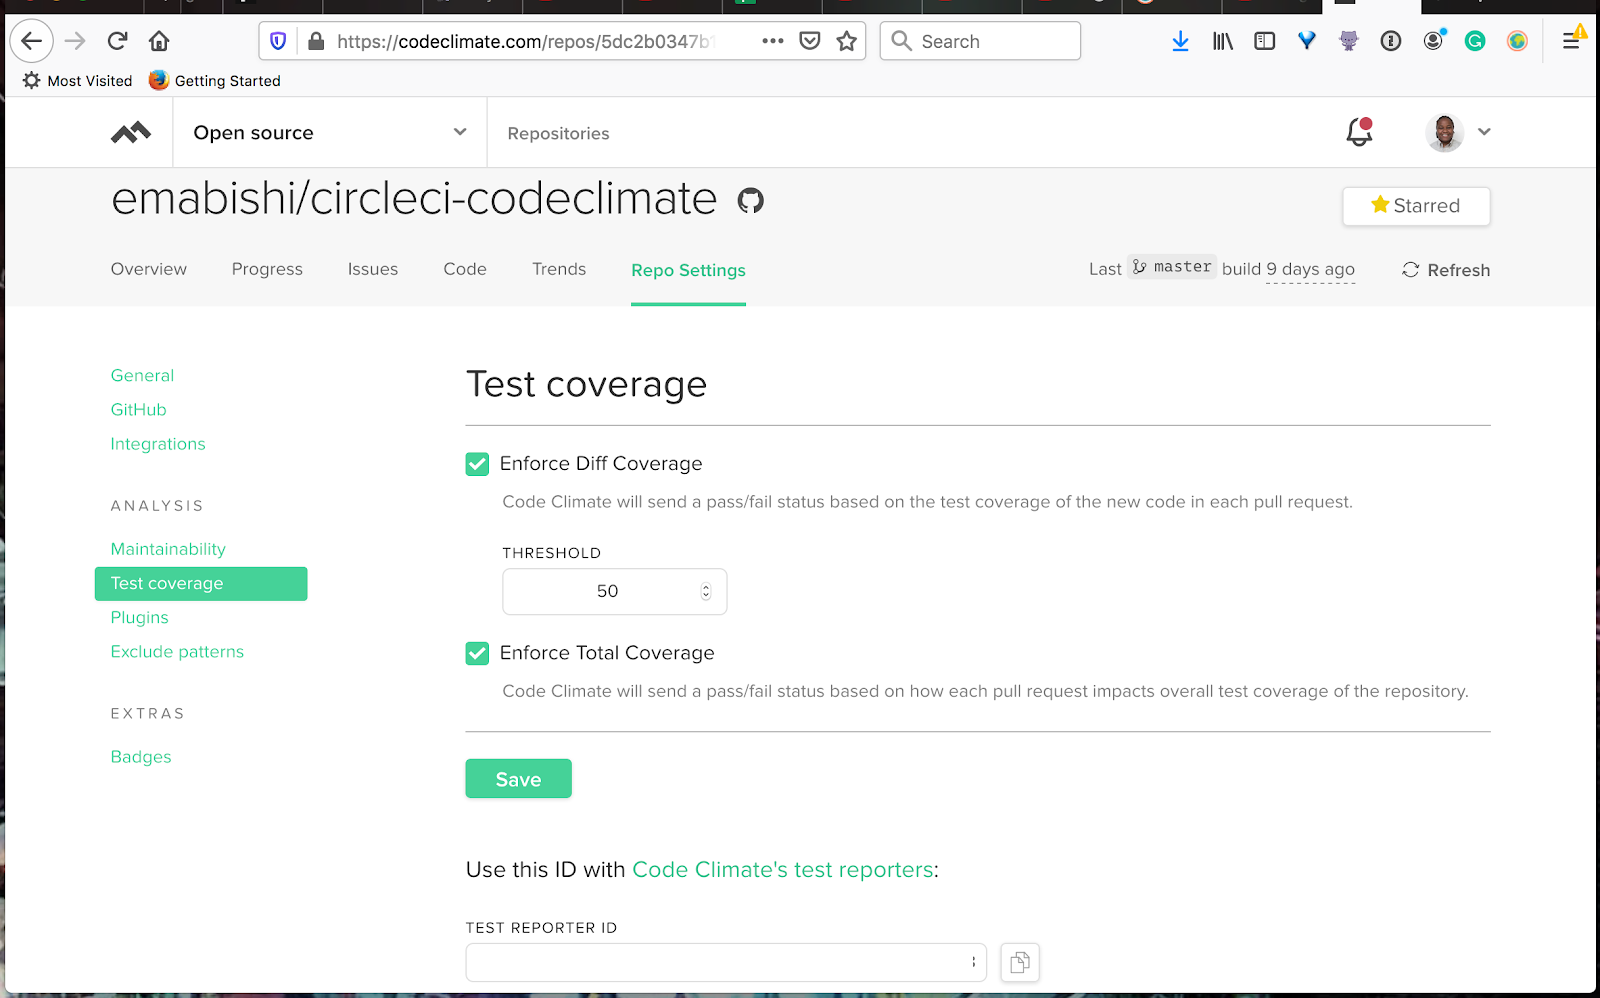 https://codeclimate.com/repos/5dc2b0347b
Search
Most Visited
Getting Started
Open source
Repositories
emabishi/circleci-codeclimate
Starred
Overview
Progress
Issues
Code
Trends
Repo Settings
Last master build 9 days ago
Refresh
General
GitHub
Integrations
ANALYSIS
Maintainability
Test coverage
Plugins
Exclude patterns
EXTRAS
Badges
Test coverage
Enforce Diff Coverage
Code Climate will send a pass/fail status based on the test coverage of the new code in each pull request.
THRESHOLD
50
Enforce Total Coverage
Code Climate will send a pass/fail status based on how each pull request impacts overall test coverage of the repository.
Save
Use this ID with Code Climate's test reporters:
TEST REPORTER ID